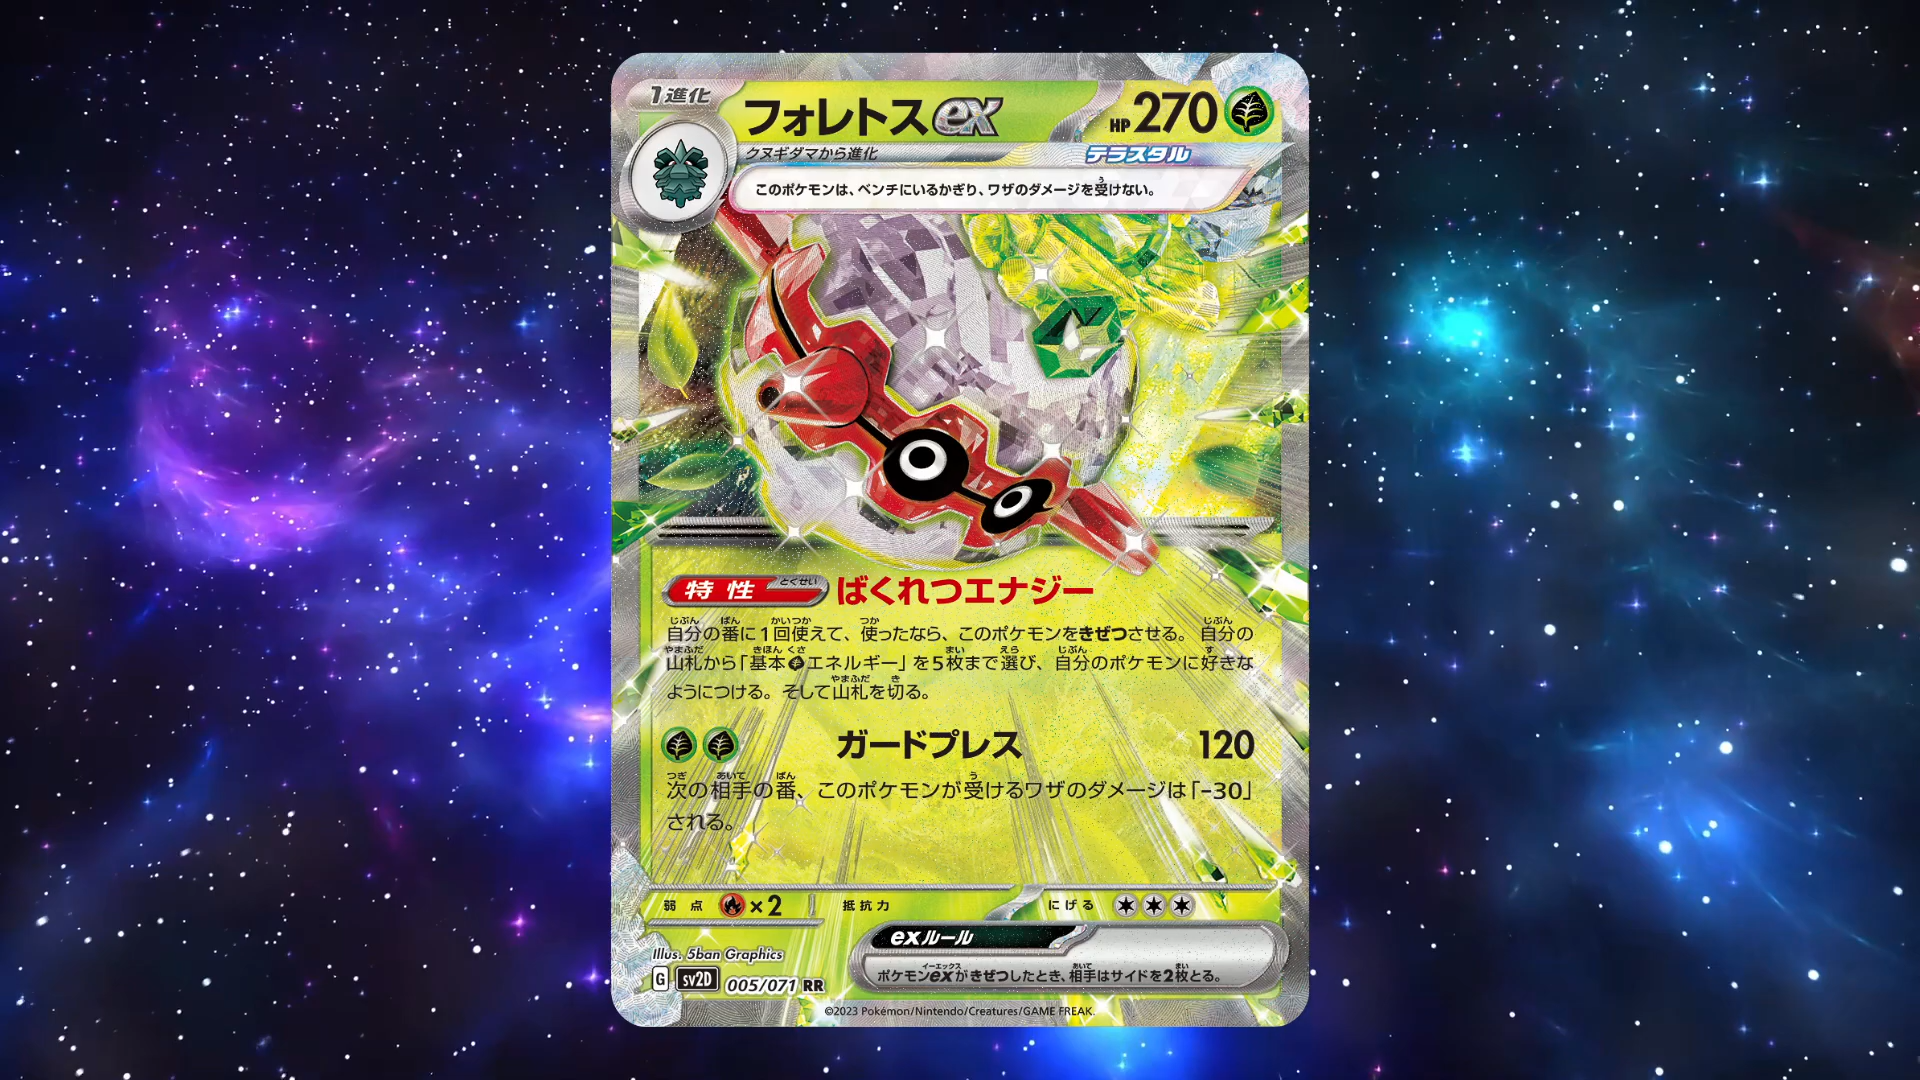 1進化
フォレトスex
HP270
クヌギダマから進化
テラスタル
このポケモンは、ベンチにいるかぎり、ワザのダメージを受けない。
特性 ばくれつエナジー
自分の番に1回使えて、使ったなら、このポケモンをきぜつさせる。自分の
山札から「基本エネルギー」を5枚まで選び、自分のポケモンに好きな
ようにつける。そして山札を切る。
ガードプレス 120
次の相手の番、このポケモンが受けるワザのダメージは「-30」
される。
弱点 ×2 抵抗力 にげる
exルール
ポケモンexがきぜつしたとき、相手はサイドを2枚とる。
Illus. 5ban Graphics
G sv2D 005/071 RR
©2023 Pokémon/Nintendo/Creatures/GAME FREAK.